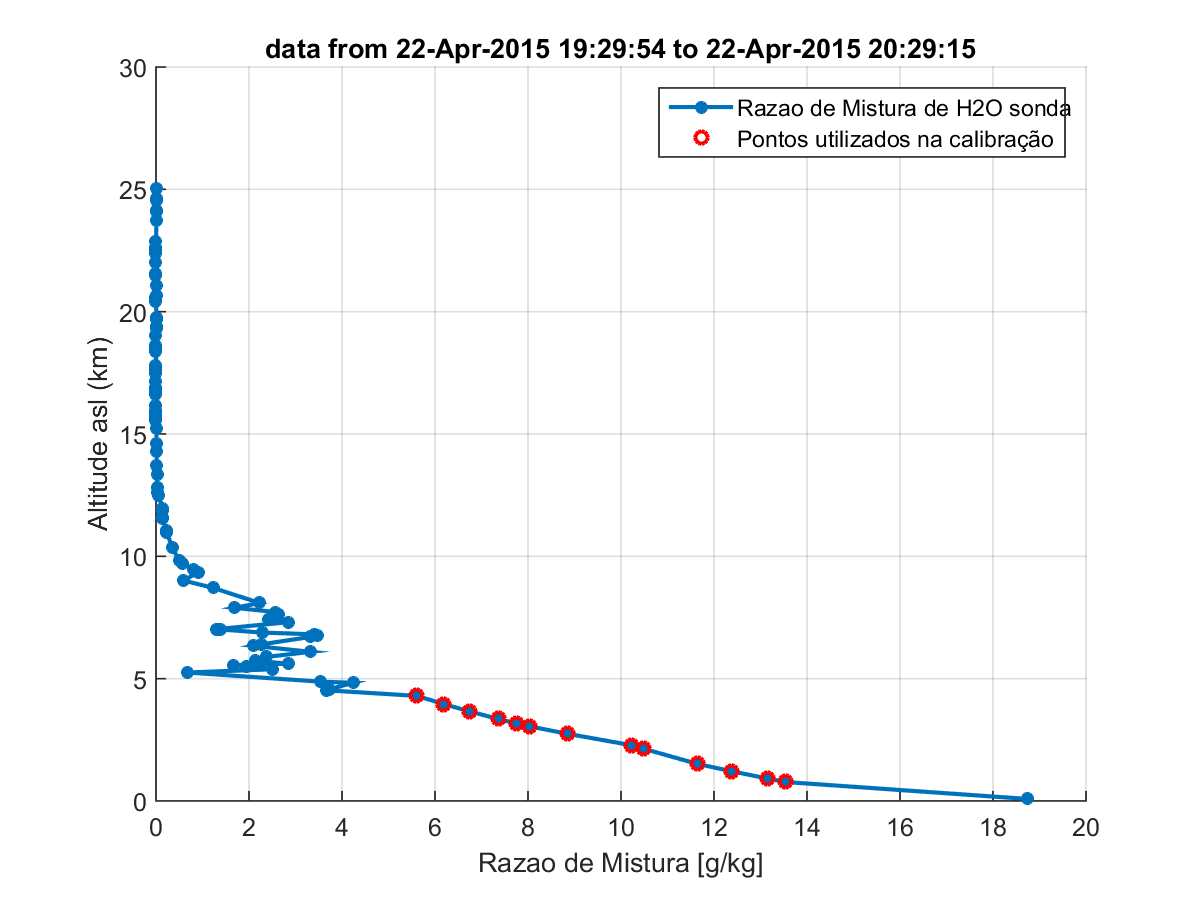 data from 22-Apr-2015 19:29:54 to 22-Apr-2015 20:29:15
Razao de Mistura de H2O sonda
Pontos utilizados na calibração
30
25
20
15
10
5
0
Altitude asl (km)
0 2 4 6 8 10 12 14 16 18 20
Razao de Mistura [g/kg]